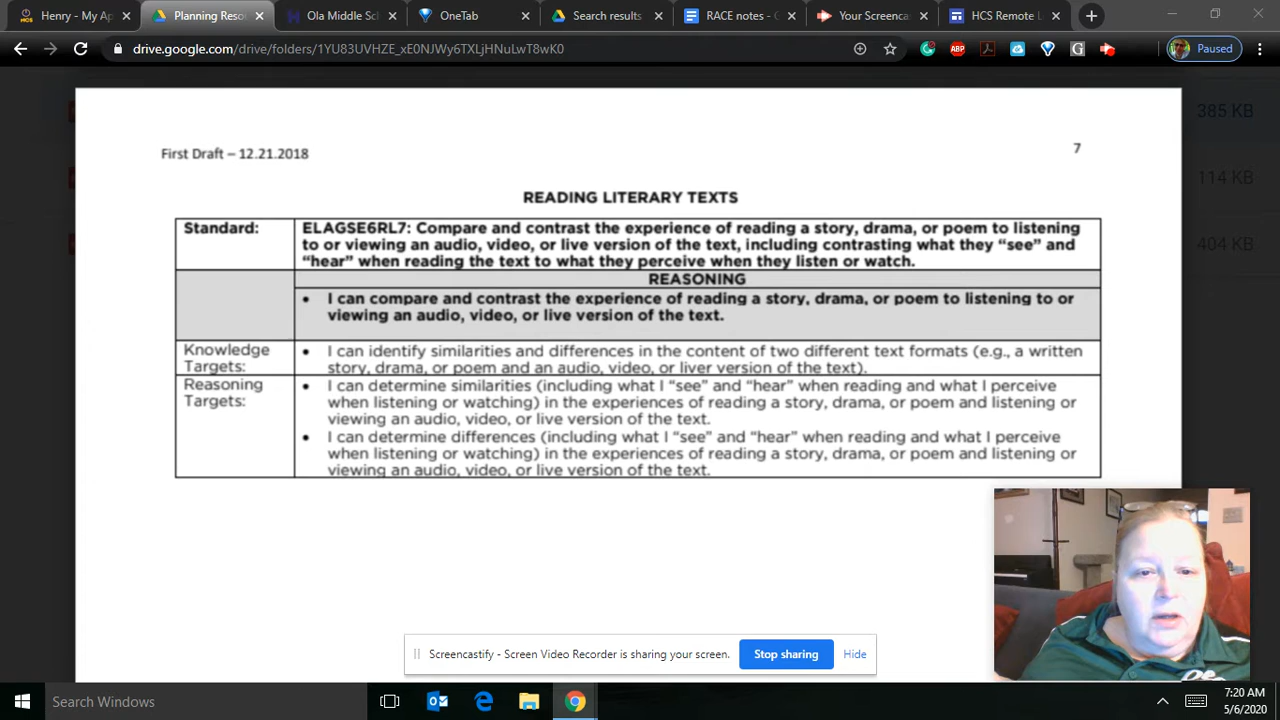 Henry - My Ap
Planning Reso
Ola Middle Sc
OneTab
Search results
RACE notes - G
Your Screenca
HCS Remote L
drive.google.com/drive/folders/1YU83UVHZE_xE0NJWy6TXLjHNuLwT8wK0
ABP
G
Paused
385 KB
114 KB
404 KB
First Draft – 12.21.2018
7
READING LITERARY TEXTS
Standard:
ELAGSE6RL7: Compare and contrast the experience of reading a story, drama, or poem to listening
to or viewing an audio, video, or live version of the text, including contrasting what they “see” and
“hear” when reading the text to what they perceive when they listen or watch.
REASONING
• I can compare and contrast the experience of reading a story, drama, or poem to listening to or
viewing an audio, video, or live version of the text.
Knowledge
Targets:
• I can identify similarities and differences in the content of two different text formats (e.g., a written
story, drama, or poem and an audio, video, or liver version of the text).
Reasoning
Targets:
• I can determine similarities (including what I “see” and “hear” when reading and what I perceive
when listening or watching) in the experiences of reading a story, drama, or poem and listening or
viewing an audio, video, or live version of the text.
• I can determine differences (including what I “see” and “hear” when reading and what I perceive
when listening or watching) in the experiences of reading a story, drama, or poem and listening or
viewing an audio, video, or live version of the text.
Screencastify - Screen Video Recorder is sharing your screen.
Stop sharing
Hide
Search Windows
7:20 AM
5/6/2020